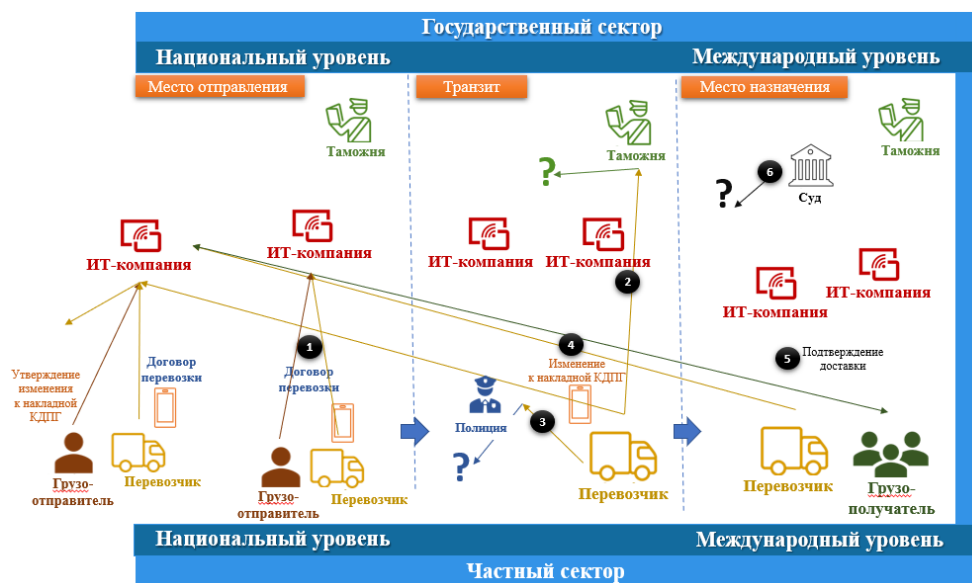 Государственный сектор
Национальный уровень
Международный уровень
Место отправления
Транзит
Место назначения
Таможня
Таможня
Таможня
?
?
6
Суд
ИТ-компания
ИТ-компания
ИТ-компания
ИТ-компания
ИТ-компания
ИТ-компания
2
1
4
5
Подтверждение
доставки
Утверждение
изменения
к накладной
КДПГ
Договор
перевозки
Договор
перевозки
Изменение
к накладной КДПГ
Полиция
3
?
Грузо-
отправитель
Перевозчик
Грузо-
отправитель
Перевозчик
Перевозчик
Перевозчик
Грузо-
получатель
Национальный уровень
Международный уровень
Частный сектор